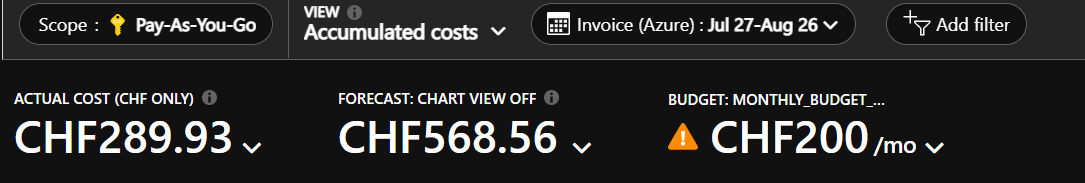 Scope : Pay-As-You-Go
VIEW
Accumulated costs
Invoice (Azure) : Jul 27-Aug 26
Add filter
ACTUAL COST (CHF ONLY)
CHF289.93
FORECAST: CHART VIEW OFF
CHF568.56
BUDGET: MONTHLY_BUDGET_...
CHF200 /mo